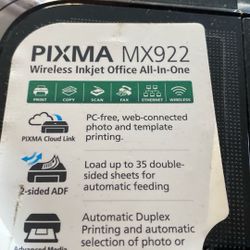 PIXMA MX922
Wireless Inkjet Office All-In-One
PRINT COPY SCAN FAX ETHERNET WIRELESS
PIXMA Cloud Link
PC-free, web-connected
photo and template
printing.
2-sided ADF
Load up to 35 double-
sided sheets for
automatic feeding
Advanced Media
Automatic Duplex
Printing and automatic
selection of photo or